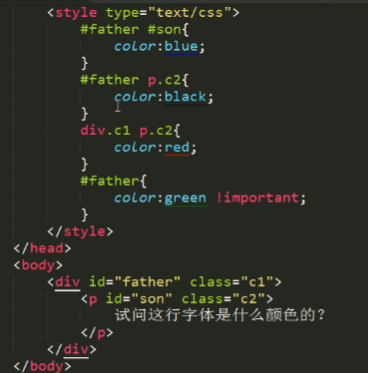 <style type="text/css">
#father #son{
color:blue;
}
#father p.c2{
color:black;
}
div.c1 p.c2{
color:red;
}
#father{
color:green !important;
}
</style>
</head>
<body>
<div id="father" class="c1">
<p id="son" class="c2">
试问这行字体是什么颜色的?
</p>
</div>
</body>